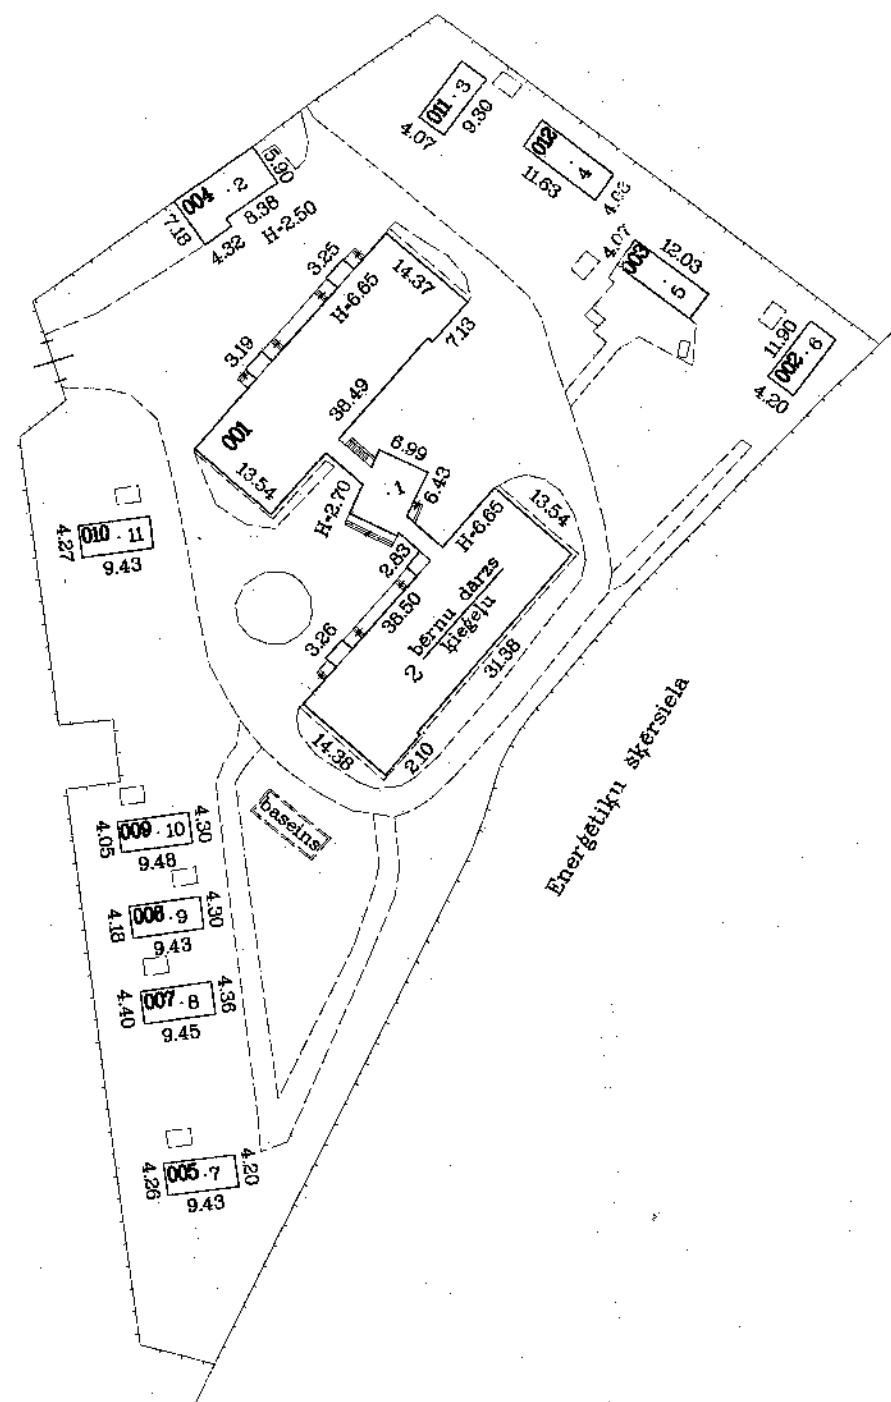 011 · 3
9.30
4.07
012 · 4
11.63
004 · 2
5.90
8.38
7.18
4.32
H=2.50
4.07
003 · 5
12.03
11.90
002 · 6
4.20
3.25
14.37
H=6.65
7.13
3.19
38.49
001
13.54
6.99
· 1
6.43
H=2.70
13.54
H=6.65
2.83
38.50
3.26
2 bērnu dārzs
ķieģeļu
31.38
14.38
2.10
010 · 11
4.27
9.43
baseins
Enerģētiķu šķērsiela
009 · 10
4.05
4.30
9.48
008 · 9
4.18
4.30
9.43
007 · 8
4.40
4.36
9.45
005 · 7
4.26
4.20
9.43